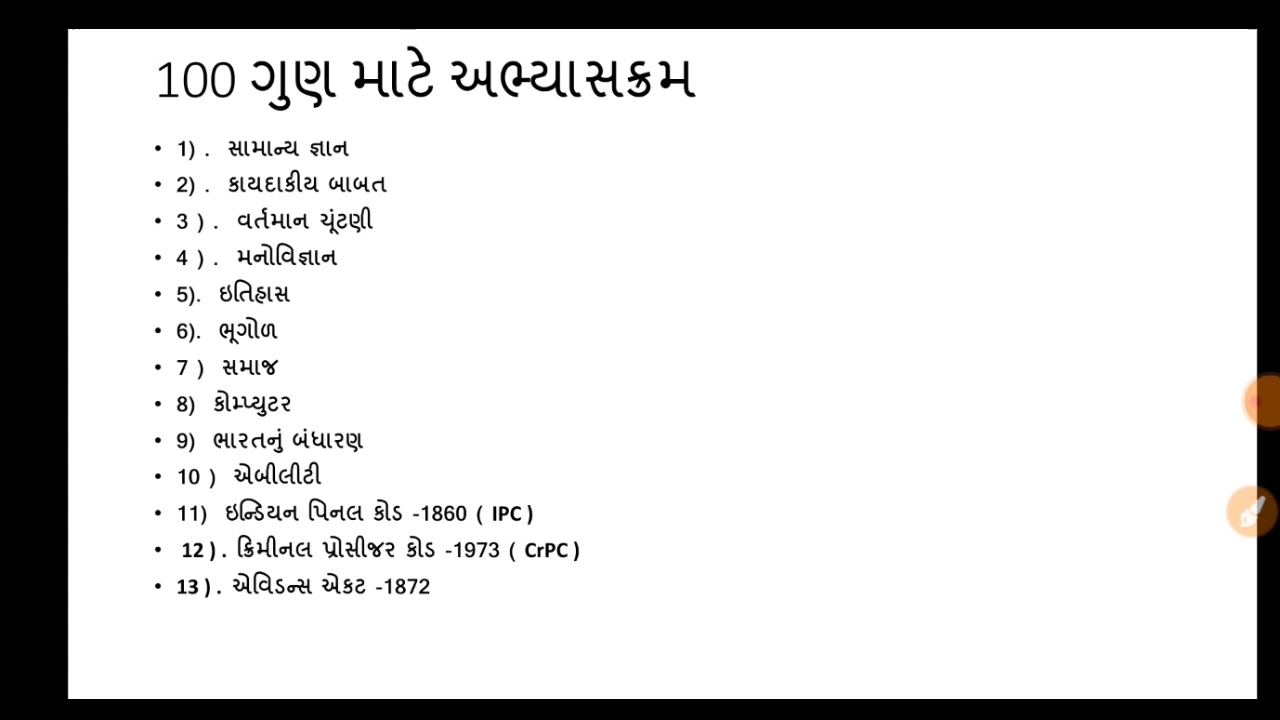 100 ગુણ માટે અભ્યાસક્રમ
• 1) . સામાન્ય જ્ઞાન
• 2) . કાયદાકીય બાબત
• 3 ) . વર્તમાન ચૂંટણી
• 4 ) . મનોવિજ્ઞાન
• 5). ઇતિહાસ
• 6). ભૂગોળ
• 7 ) સમાજ
• 8) કોમ્પ્યુટર
• 9) ભારતનું બંધારણ
• 10 ) એબીલીટી
• 11) ઇન્ડિયન પિનલ કોડ -1860 ( IPC )
• 12 ) . ક્રિમીનલ પ્રોસીજર કોડ -1973 ( CrPC )
• 13 ) . એવિડન્સ એકટ -1872